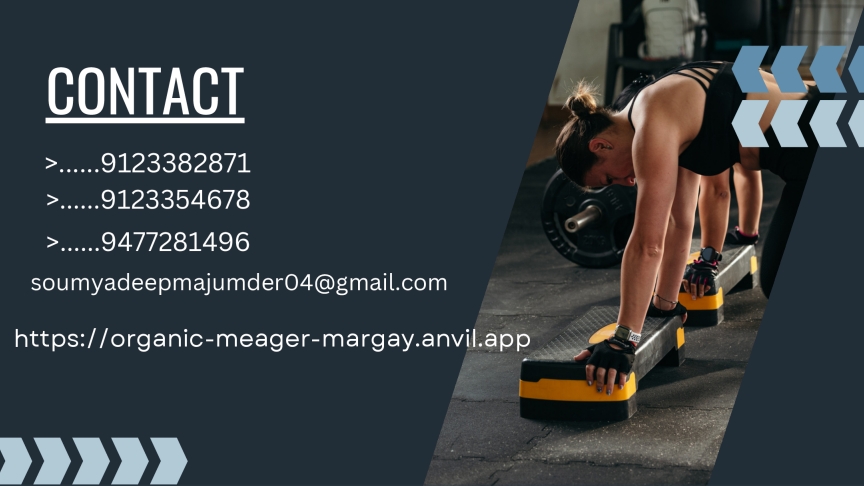 CONTACT
>......9123382871
>......9123354678
>......9477281496
soumyadeepmajumder04@gmail.com
https://organic-meager-margay.anvil.app